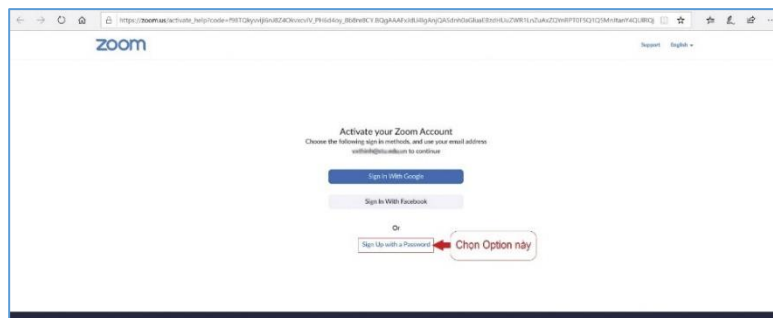 zoom
Support English
Activate your Zoom Account
Choose the following sign in methods, and use your email address
to continue
Sign In With Google
Sign In With Facebook
Or
Sign Up with a Password
Chọn Option này